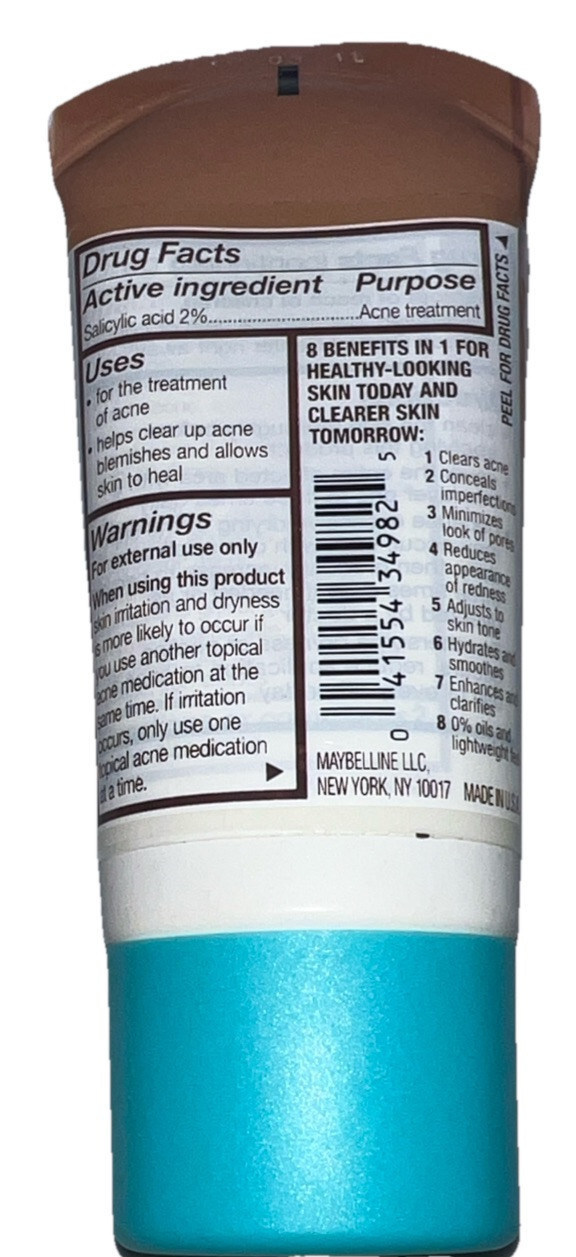 Drug Facts
Active ingredient Purpose
Salicylic acid 2%......................................Acne treatment
Uses
• for the treatment
of acne
• helps clear up acne
blemishes and allows
skin to heal
Warnings
For external use only
When using this product
skin irritation and dryness
is more likely to occur if
you use another topical
acne medication at the
same time. If irritation
occurs, only use one
topical acne medication
at a time.
8 BENEFITS IN 1 FOR
HEALTHY-LOOKING
SKIN TODAY AND
CLEARER SKIN
TOMORROW:
1 Clears acne
2 Conceals
imperfections
3 Minimizes
look of pores
4 Reduces
appearance
of redness
5 Adjusts to
skin tone
6 Hydrates and
smoothes
7 Enhances and
clarifies
8 0% oils and
lightweight
0 41554 34982 5
MAYBELLINE LLC,
NEW YORK, NY 10017 MADE IN U.S.A.
PEEL FOR DRUG FACTS